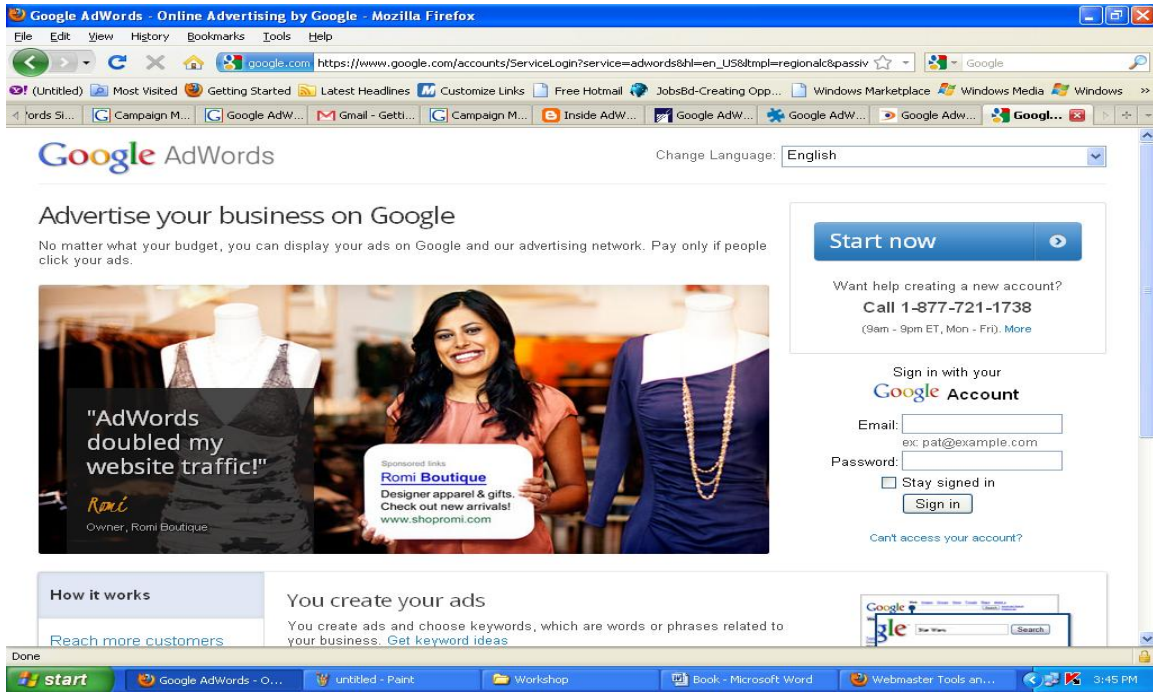 Google AdWords - Online Advertising by Google - Mozilla Firefox
File Edit View History Bookmarks Tools Help
google.com https://www.google.com/accounts/ServiceLogin?service=adwords&hl=en_US&ltmpl=regionalc&passiv Google
(Untitled) Most Visited Getting Started Latest Headlines Customize Links Free Hotmail JobsBd-Creating Opp... Windows Marketplace Windows Media Windows »
'ords Si... Campaign M... Google AdW... Gmail - Getti... Campaign M... Inside AdW... Google AdW... Google AdW... Google Adw... Googl...
Google AdWords
Change Language: English
Advertise your business on Google
No matter what your budget, you can display your ads on Google and our advertising network. Pay only if people
click your ads.
"AdWords
doubled my
website traffic!"
Romi
Owner, Romi Boutique
Sponsored links
Romi Boutique
Designer apparel & gifts.
Check out new arrivals!
www.shopromi.com
Start now
Want help creating a new account?
Call 1-877-721-1738
(9am - 9pm ET, Mon - Fri). More
Sign in with your
Google Account
Email:
ex: pat@example.com
Password:
Stay signed in
Sign in
Can't access your account?
How it works
Reach more customers
You create your ads
You create ads and choose keywords, which are words or phrases related to
your business. Get keyword ideas
Google
Search
gle Star Wars Search
Done
start Google AdWords - O... untitled - Paint Workshop Book - Microsoft Word Webmaster Tools an... 3:45 PM